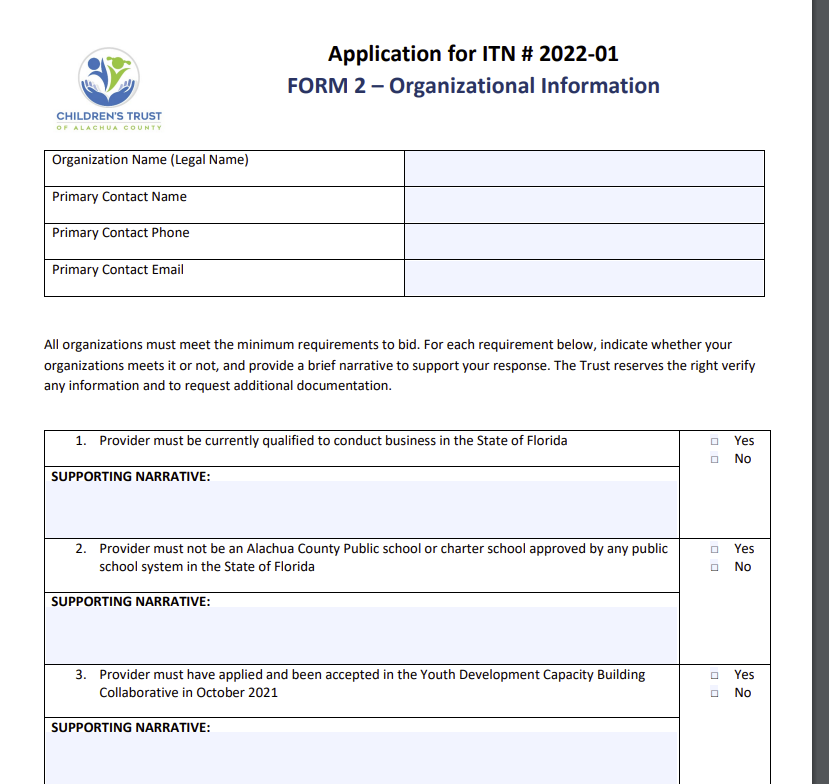 Application for ITN # 2022-01
FORM 2 – Organizational Information
CHILDREN'S TRUST
OF ALACHUA COUNTY
Organization Name (Legal Name)
Primary Contact Name
Primary Contact Phone
Primary Contact Email
All organizations must meet the minimum requirements to bid. For each requirement below, indicate whether your
organizations meets it or not, and provide a brief narrative to support your response. The Trust reserves the right verify
any information and to request additional documentation.
1. Provider must be currently qualified to conduct business in the State of Florida
Yes
No
SUPPORTING NARRATIVE:
2. Provider must not be an Alachua County Public school or charter school approved by any public
school system in the State of Florida
Yes
No
SUPPORTING NARRATIVE:
3. Provider must have applied and been accepted in the Youth Development Capacity Building
Collaborative in October 2021
Yes
No
SUPPORTING NARRATIVE: